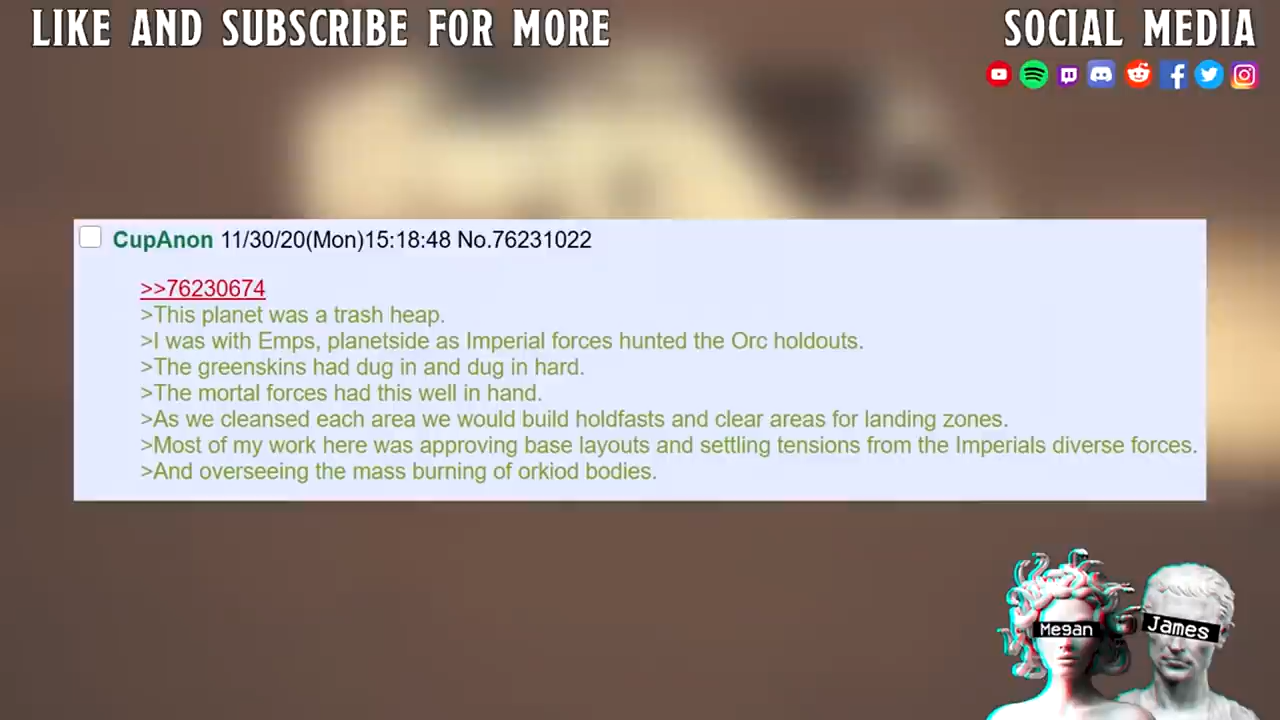 LIKE AND SUBSCRIBE FOR MORE
SOCIAL MEDIA
CupAnon 11/30/20(Mon)15:18:48 No.76231022
>>76230674
>This planet was a trash heap.
>I was with Emps, planetside as Imperial forces hunted the Orc holdouts.
>The greenskins had dug in and dug in hard.
>The mortal forces had this well in hand.
>As we cleansed each area we would build holdfasts and clear areas for landing zones.
>Most of my work here was approving base layouts and settling tensions from the Imperials diverse forces.
>And overseeing the mass burning of orkiod bodies.
Megan
James